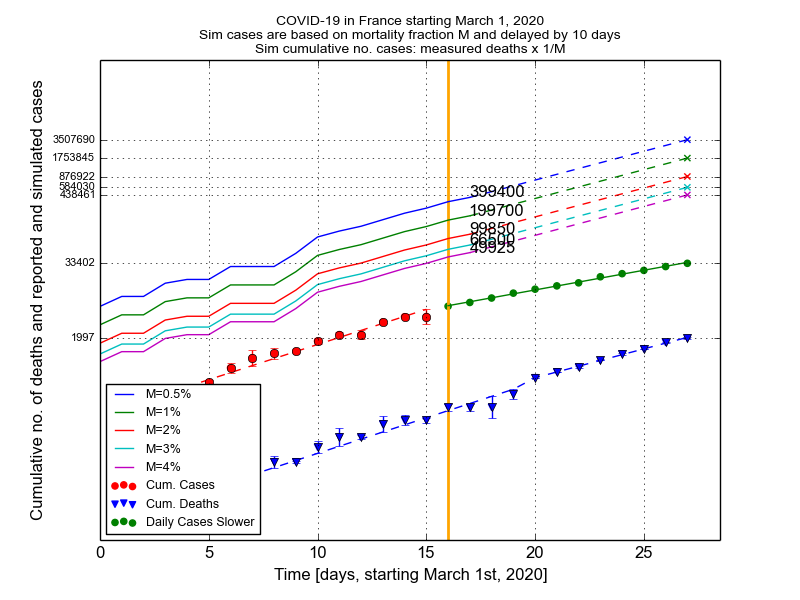 COVID-19 in France starting March 1, 2020
Sim cases are based on mortality fraction M and delayed by 10 days
Sim cumulative no. cases: measured deaths x 1/M
Cumulative no. of deaths and reported and simulated cases
3507690
1753845
876922
584030
438461
33402
1997
399400
199700
99850
66500
49925
M=0.5%
M=1%
M=2%
M=3%
M=4%
Cum. Cases
Cum. Deaths
Daily Cases Slower
0 5 10 15 20 25
Time [days, starting March 1st, 2020]